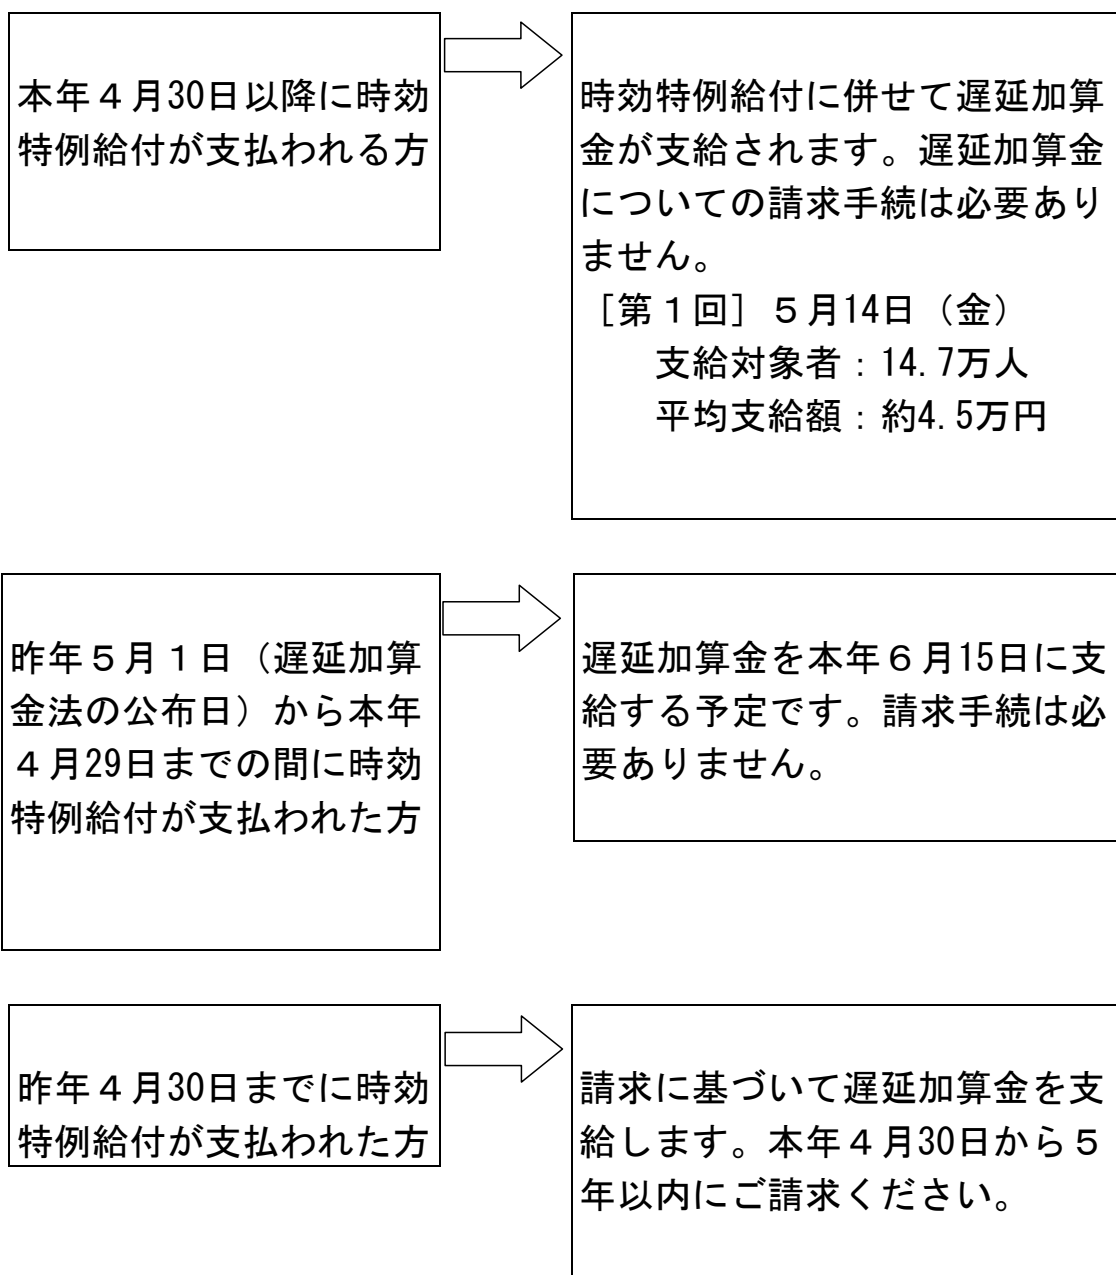 本年４月30日以降に時効
特例給付が支払われる方
時効特例給付に併せて遅延加算
金が支給されます。遅延加算金
についての請求手続は必要あり
ません。
［第１回］５月14日（金）
支給対象者：14.7万人
平均支給額：約4.5万円
昨年５月１日（遅延加算
金法の公布日）から本年
４月29日までの間に時効
特例給付が支払われた方
遅延加算金を本年６月15日に支
給する予定です。請求手続は必
要ありません。
昨年４月30日までに時効
特例給付が支払われた方
請求に基づいて遅延加算金を支
給します。本年４月30日から５
年以内にご請求ください。